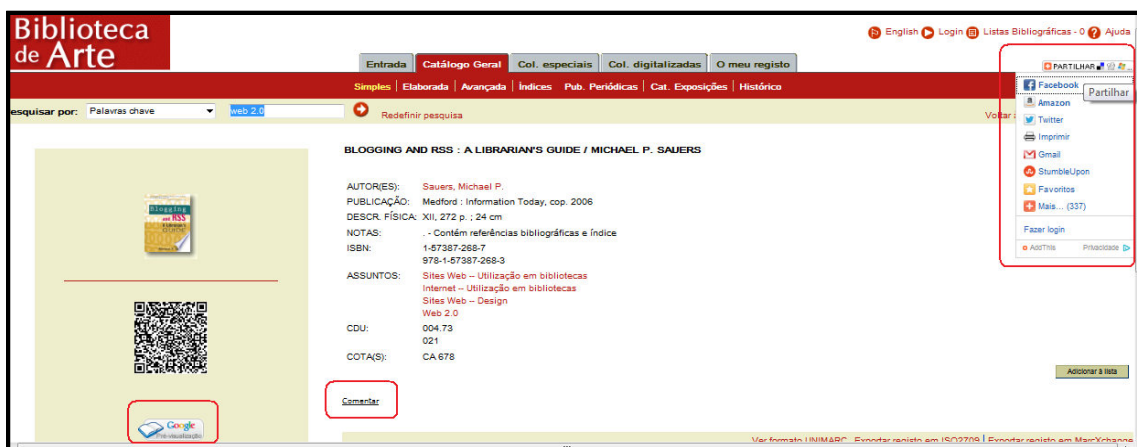 Biblioteca
de Arte
English Login Listas Bibliográficas - 0 Ajuda
Entrada Catálogo Geral Col. especiais Col. digitalizadas O meu registo
PARTILHAR
Simples Elaborada Avançada Índices Pub. Periódicas Cat. Exposições Histórico
Facebook
Partilhar
Amazon
esquisar por: Palavras chave web 2.0 Redefinir pesquisa Voltar
Twitter
Imprimir
Gmail
StumbleUpon
Favoritos
Mais... (337)
Fazer login
AddThis Privacidade
BLOGGING AND RSS : A LIBRARIAN'S GUIDE / MICHAEL P. SAUERS
AUTOR(ES): Sauers, Michael P.
PUBLICAÇÃO: Medford : Information Today, cop. 2006
DESCR. FÍSICA: XII, 272 p. ; 24 cm
NOTAS: . - Contém referências bibliográficas e índice
ISBN: 1-57387-268-7
978-1-57387-268-3
ASSUNTOS: Sites Web -- Utilização em bibliotecas
Internet -- Utilização em bibliotecas
Sites Web -- Design
Web 2.0
CDU: 004.73
021
COTA(S): CA 678
Adicionar à lista
Comentar
Blogging
and RSS
Google
Pré-visualização
Ver formato UNIMARC Exportar registo em ISO2709 Exportar registo em MarcXchange